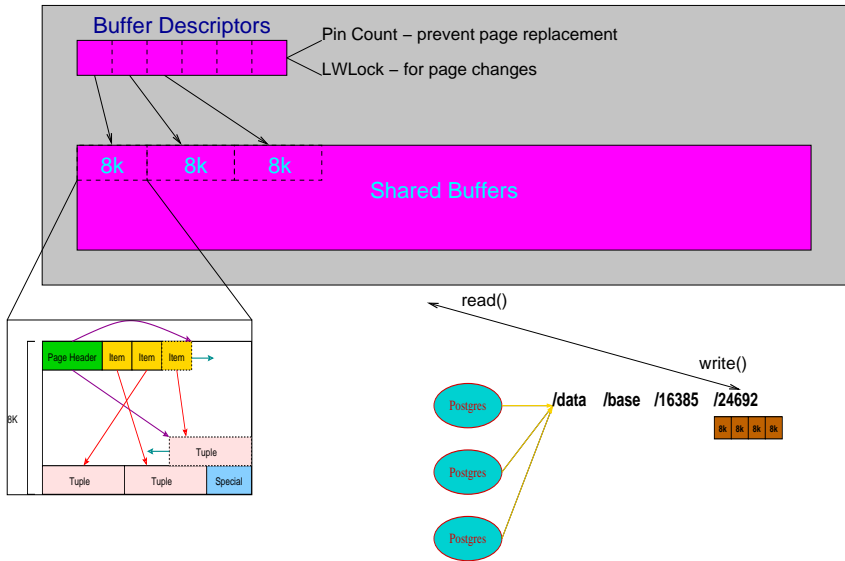 Buffer Descriptors
Pin Count – prevent page replacement
LWLock – for page changes
8k 8k 8k
Shared Buffers
read()
write()
Page Header Item Item Item
8K
Tuple
Tuple Tuple Special
Postgres /data /base /16385 /24692
8k 8k 8k 8k
Postgres
Postgres